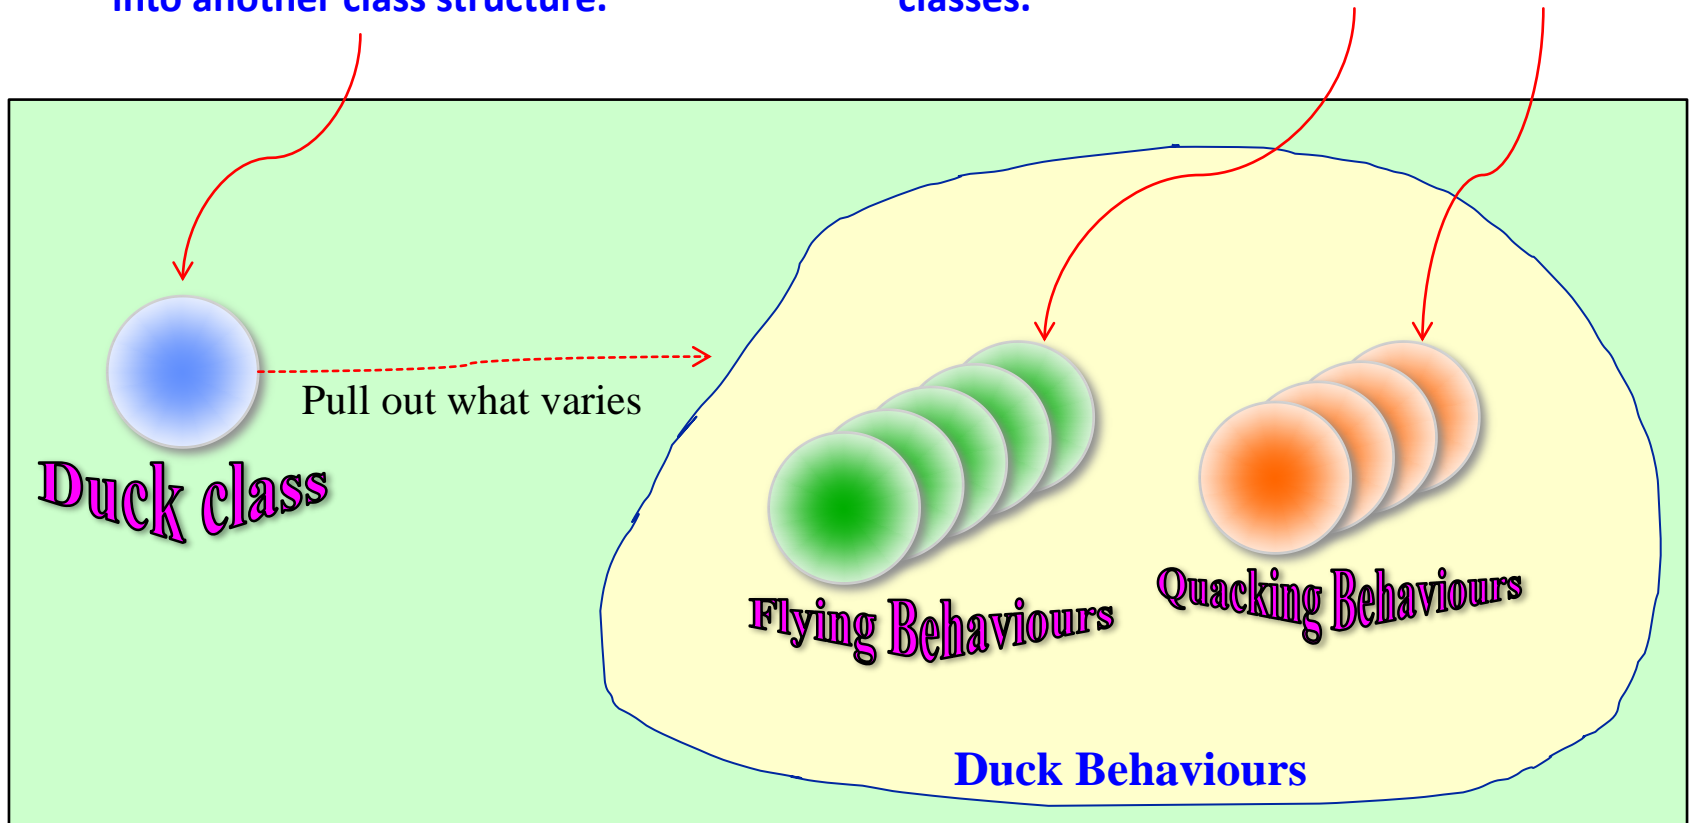 into another class structure.
classes.
Pull out what varies
Duck class
Flying Behaviours
Quacking Behaviours
Duck Behaviours